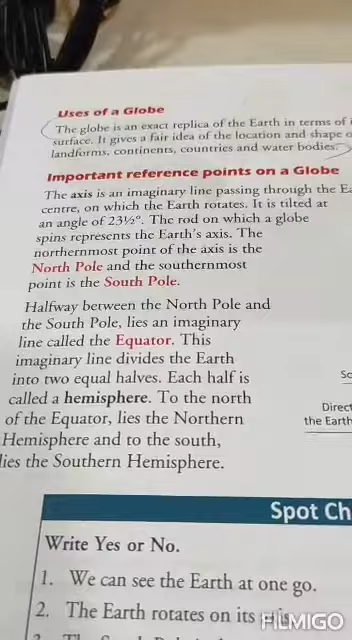 Uses of a Globe
The globe is an exact replica of the Earth in terms of
surface. It gives a fair idea of the location and shape o
landforms, continents, countries and water bodies.
Important reference points on a Globe
The axis is an imaginary line passing through the Ea
centre, on which the Earth rotates. It is tilted at
an angle of 23½°. The rod on which a globe
spins represents the Earth's axis. The
northernmost point of the axis is the
North Pole and the southernmost
point is the South Pole.
Halfway between the North Pole and
the South Pole, lies an imaginary
line called the Equator. This
imaginary line divides the Earth
into two equal halves. Each half is
called a hemisphere. To the north
of the Equator, lies the Northern
Hemisphere and to the south,
lies the Southern Hemisphere.
Sc
Direct
the Earth
Spot Ch
Write Yes or No.
1. We can see the Earth at one go.
2. The Earth rotates on its axis.
FILMIGO